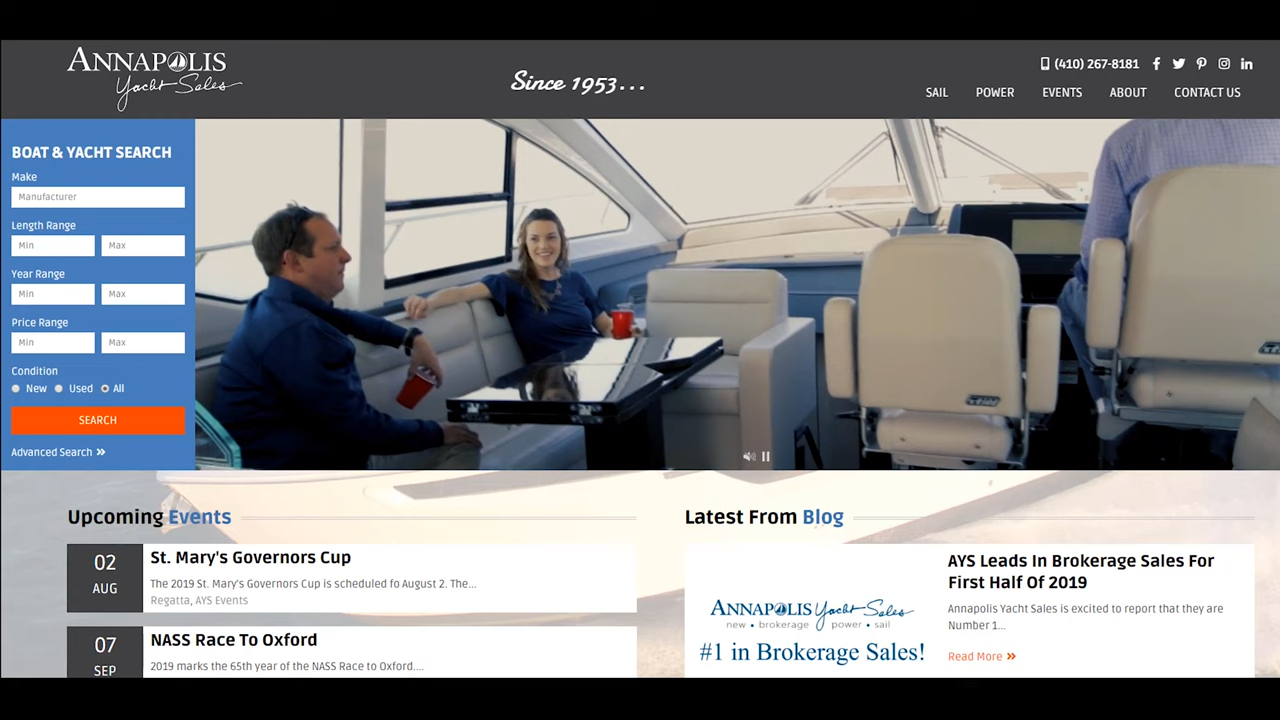 ANNAPOLIS
Yacht Sales
Since 1953...
(410) 267-8181
SAIL POWER EVENTS ABOUT CONTACT US
BOAT & YACHT SEARCH
Make
Manufacturer
Length Range
Min Max
Year Range
Min Max
Price Range
Min Max
Condition
New Used All
SEARCH
Advanced Search »
Upcoming Events
02
AUG
St. Mary's Governors Cup
The 2019 St. Mary's Governors Cup is scheduled fo August 2. The...
Regatta, AYS Events
07
SEP
NASS Race To Oxford
2019 marks the 65th year of the NASS Race to Oxford....
Latest From Blog
ANNAPOLIS Yacht Sales
new • brokerage • power • sail
#1 in Brokerage Sales!
AYS Leads In Brokerage Sales For
First Half Of 2019
Annapolis Yacht Sales is excited to report that they are
Number 1...
Read More »